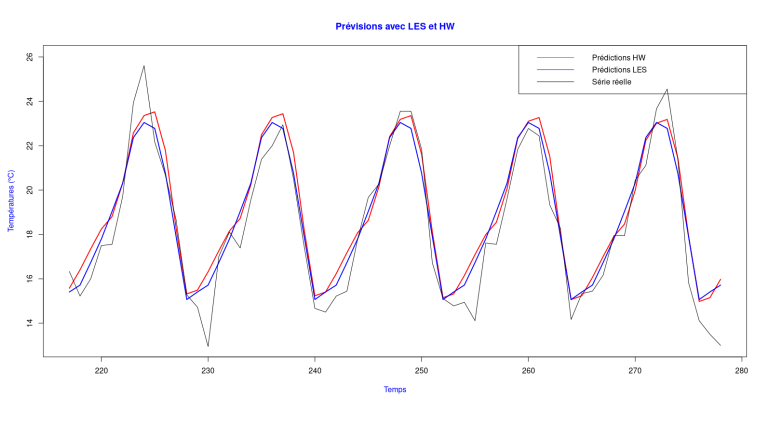 Prévisions avec LES et HW
Prédictions HW
Prédictions LES
Série réelle
Températures (°C)
26
24
22
20
18
16
14
220 230 240 250 260 270 280
Temps